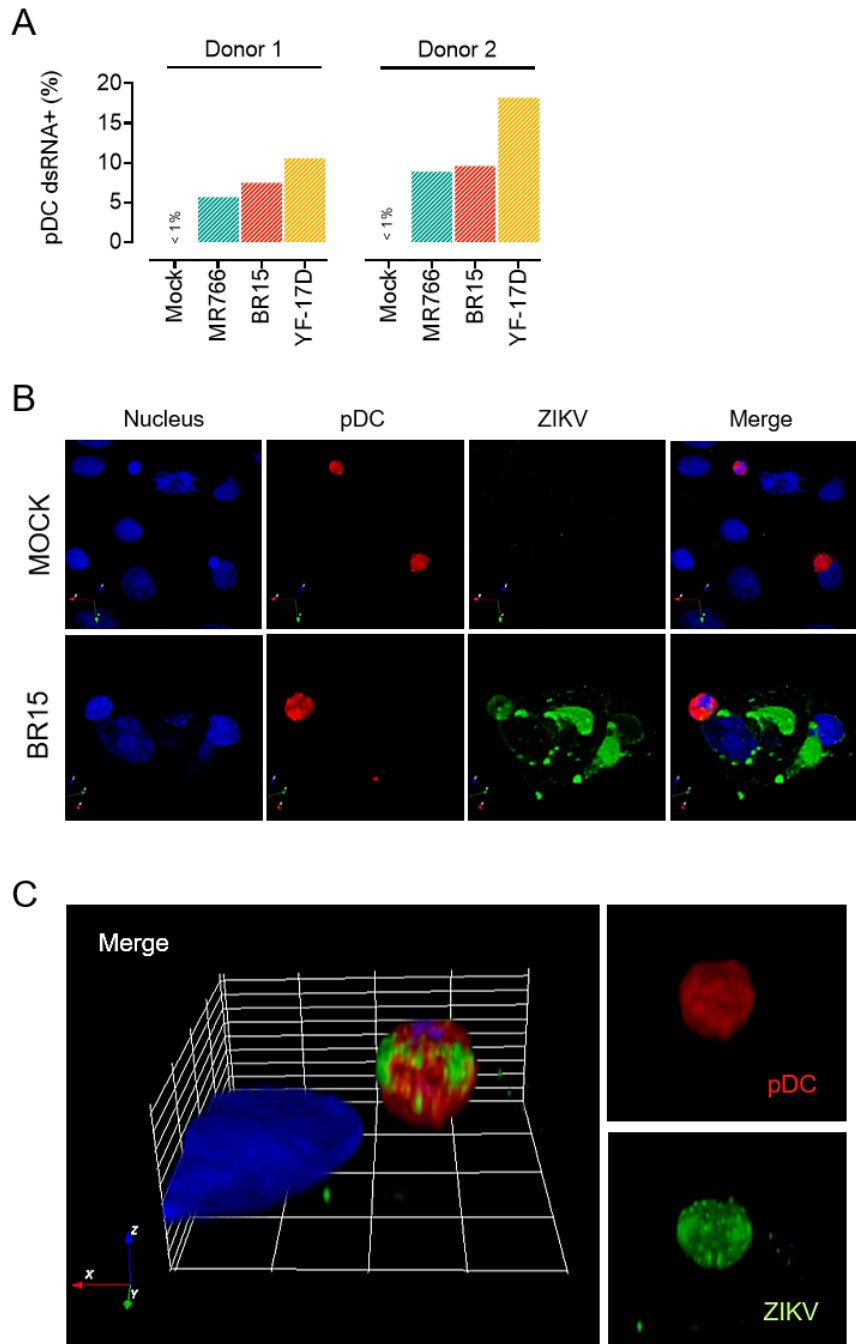 A
Donor 1
Donor 2
pDC dsRNA+ (%)
20
15
10
5
0
< 1%
< 1%
Mock
MR766
BR15
YF-17D
Mock
MR766
BR15
YF-17D
B
Nucleus
pDC
ZIKV
Merge
MOCK
BR15
C
Merge
pDC
Z
X
Y
ZIKV